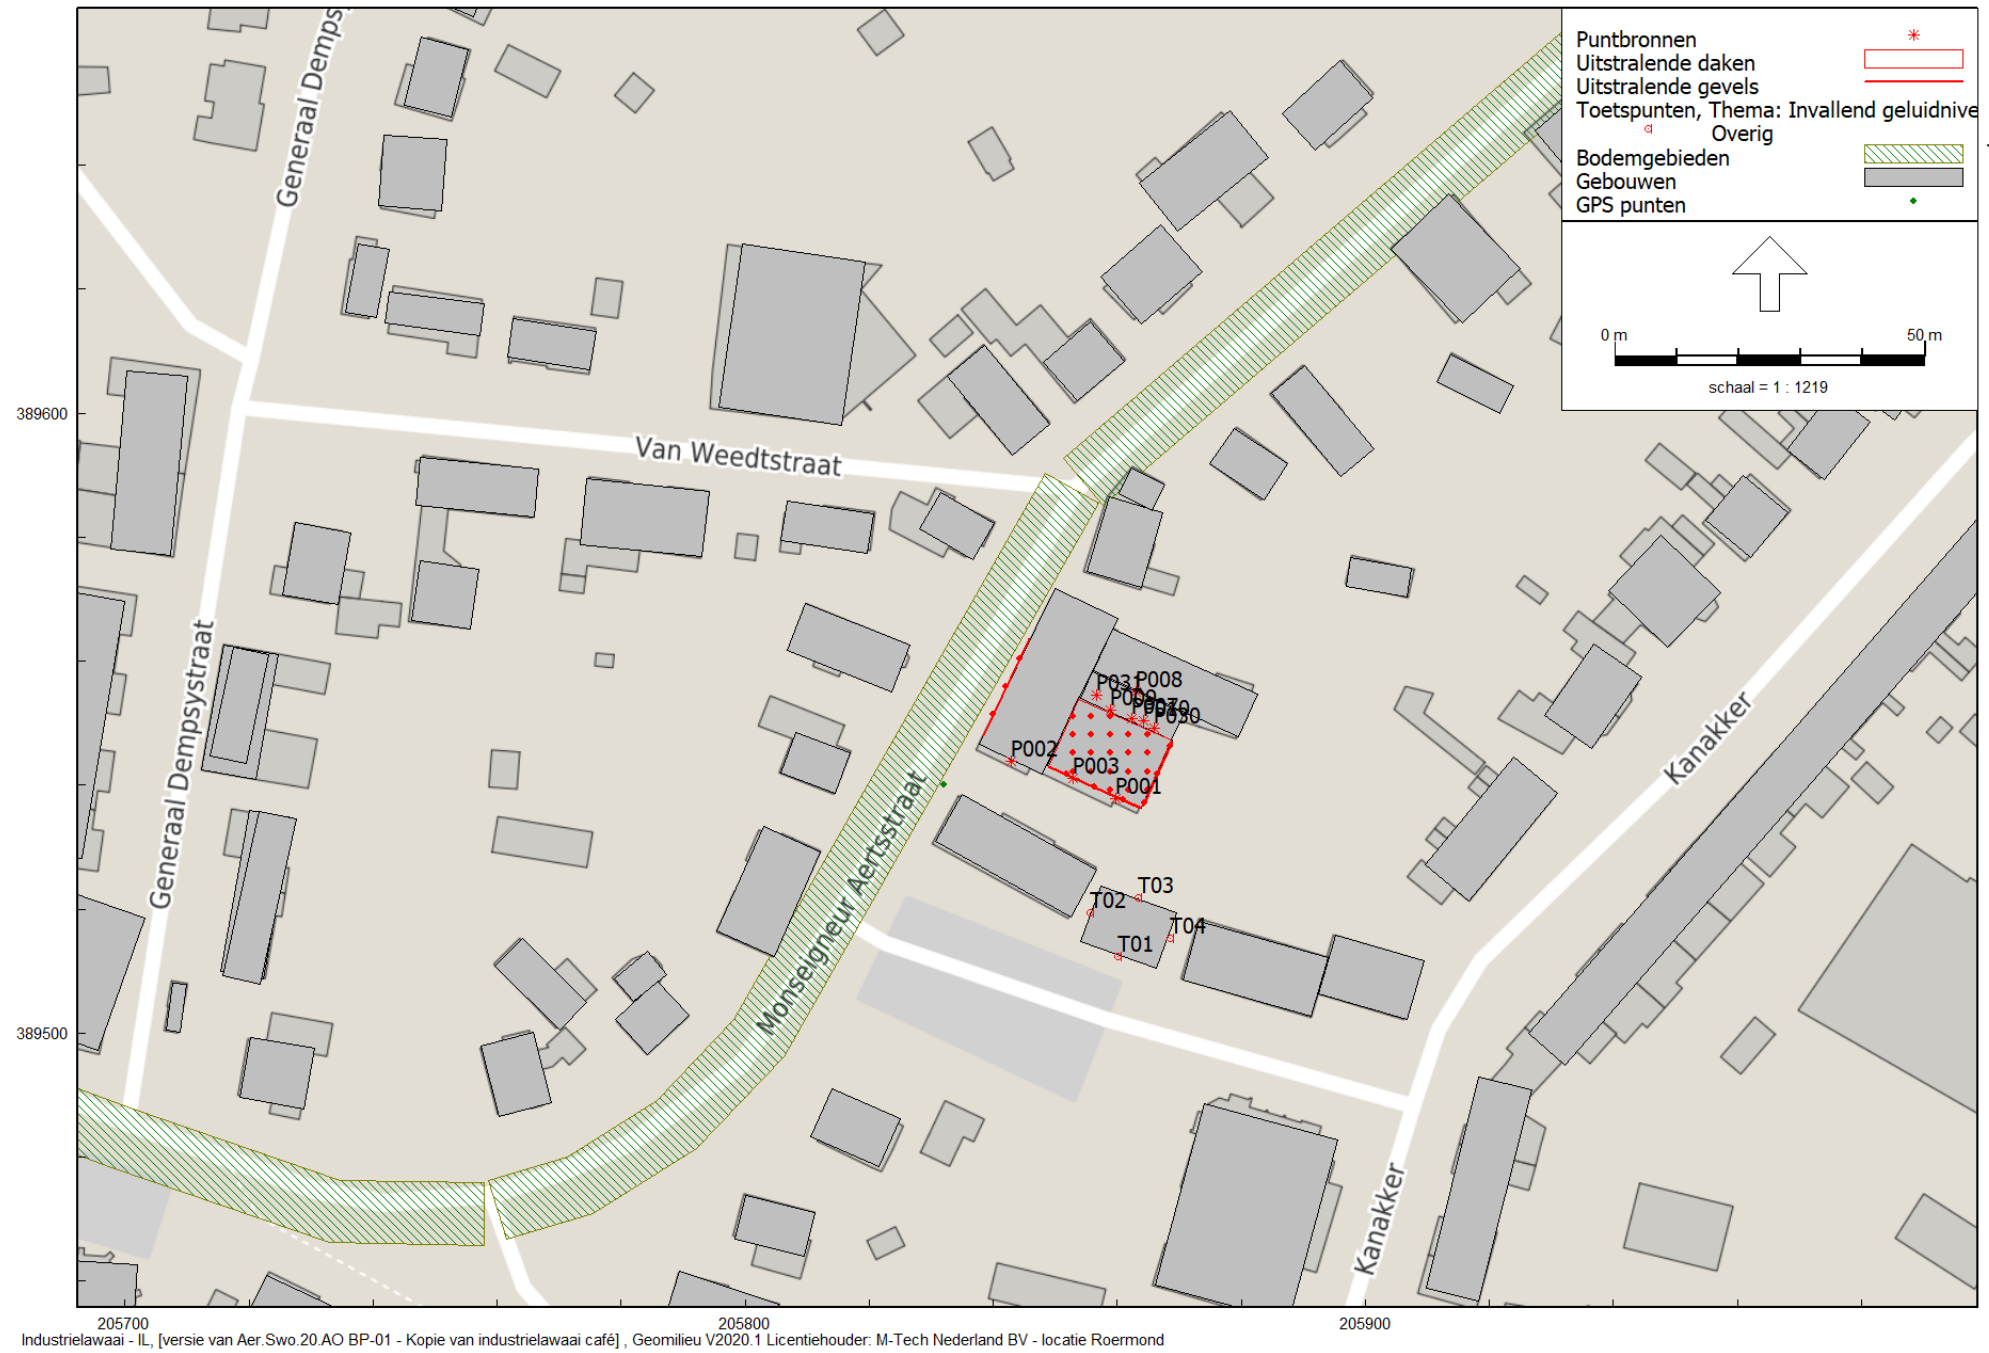 Generaal Demps
Puntbronnen
Uitstralende daken
Uitstralende gevels
Toetspunten, Thema: Invallend geluidnive
Overig
Bodemgebieden
Gebouwen
GPS punten
0 m
50 m
schaal = 1 : 1219
389600
Van Weedtstraat
Generaal Dempsystraat
P031
P008
P009
P030
P002
P003
P001
Kanakker
Monseigneur Aertsstraat
T03
T02
T04
T01
389500
Kanakker
205700
205800
205900
Industrielawaai - IL, [versie van Aer.Swo.20.AO BP-01 - Kopie van industrielawaai café] , Geomilieu V2020.1 Licentiehouder: M-Tech Nederland BV - locatie Roermond